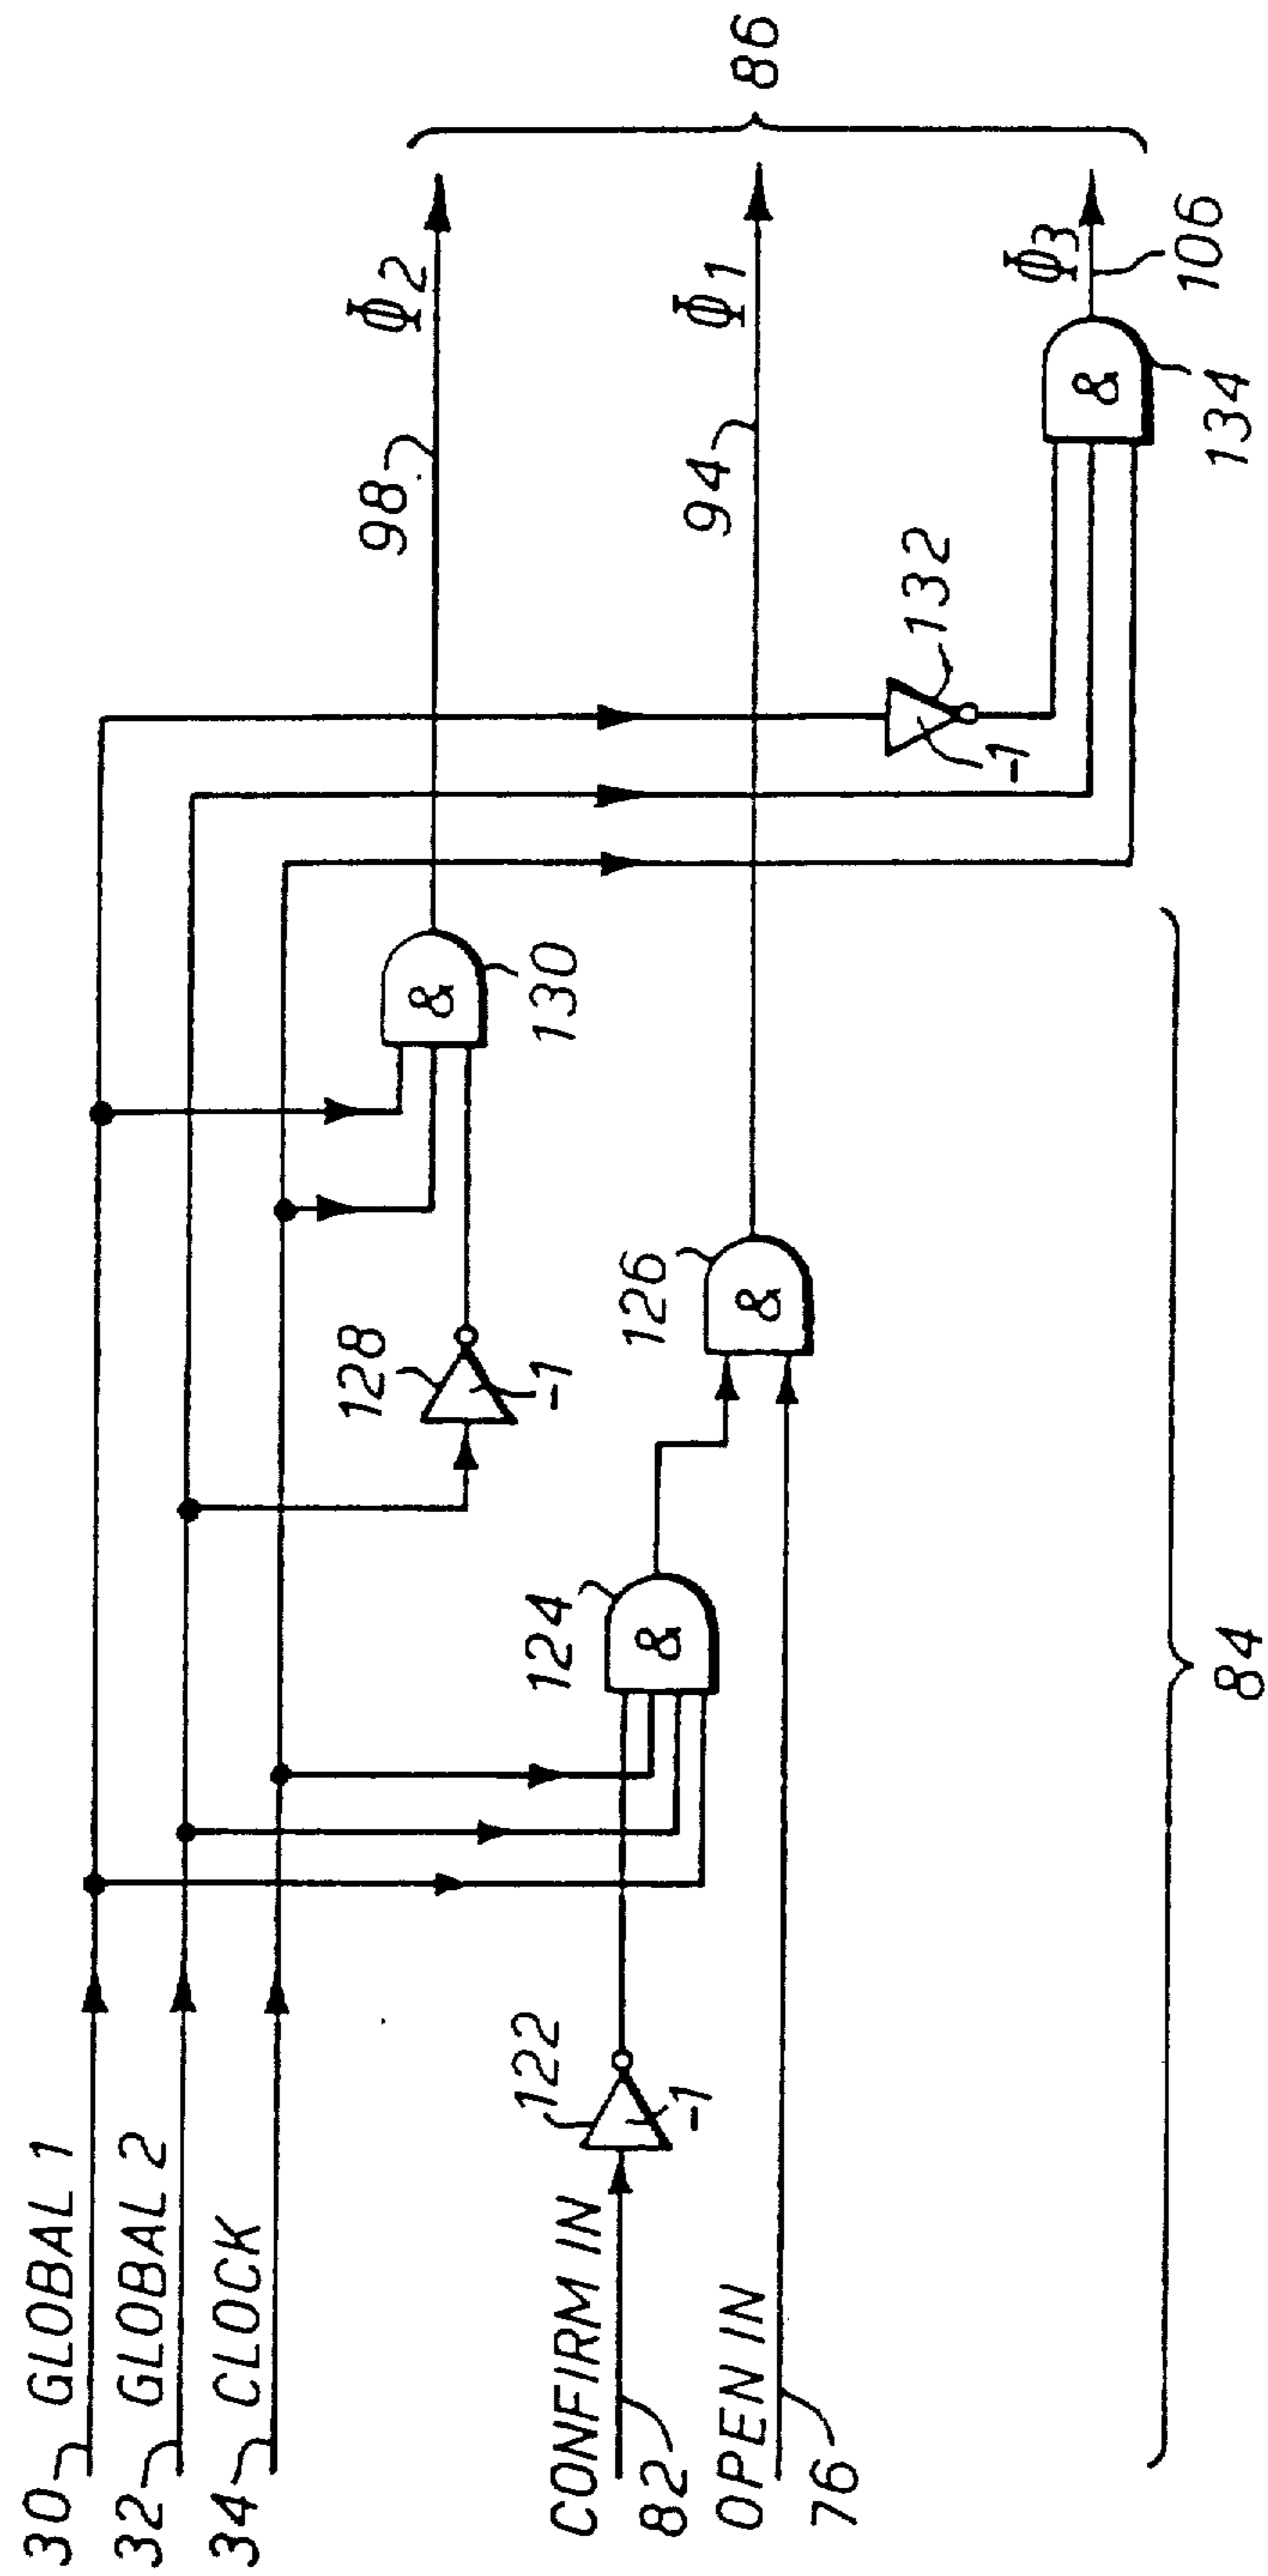 30 GLOBAL 1
32 GLOBAL 2
34 CLOCK
CONFIRM IN
82
OPEN IN
76
122
-1
124
&
128
-1
126
&
130
&
132
-1
134
&
98
Φ2
94
Φ1
Φ3
106
84
86